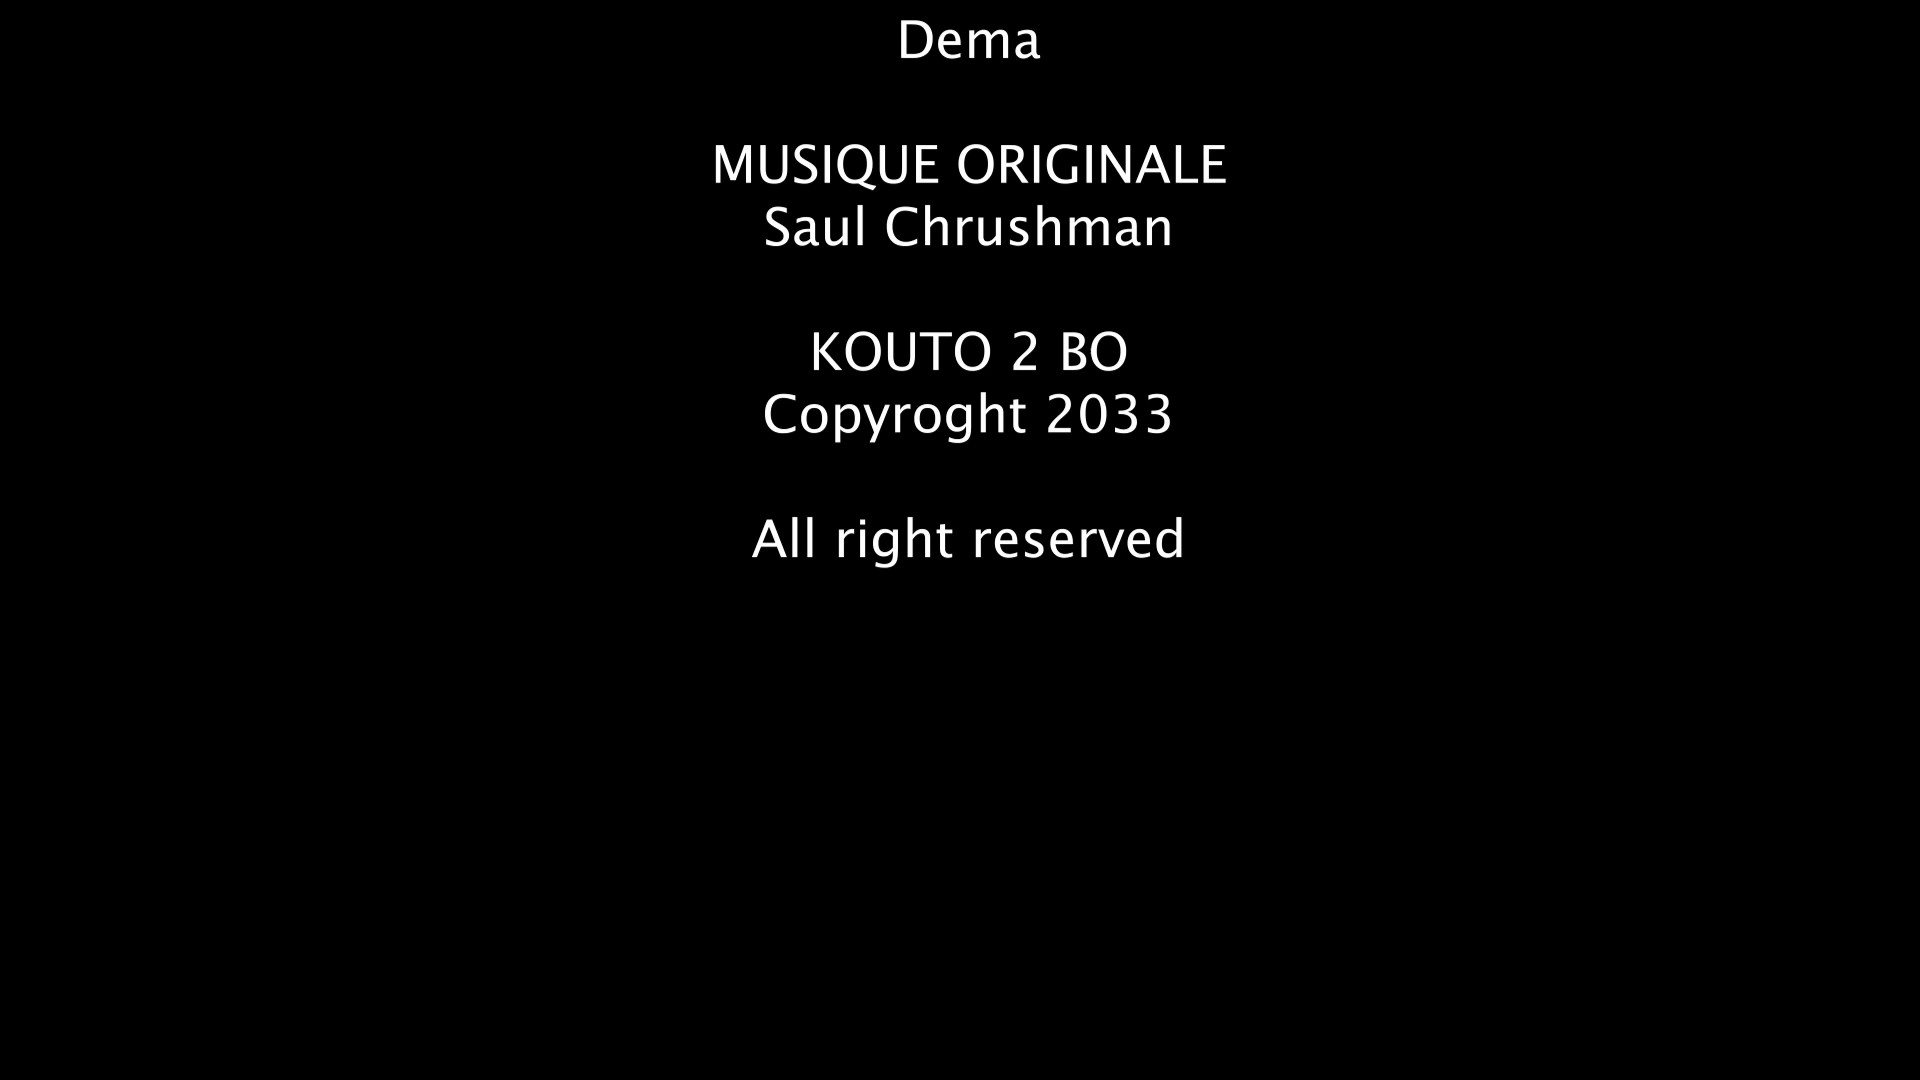 Dema
MUSIQUE ORIGINALE
Saul Chrushman
KOUTO 2 BO
Copyroght 2033
All right reserved